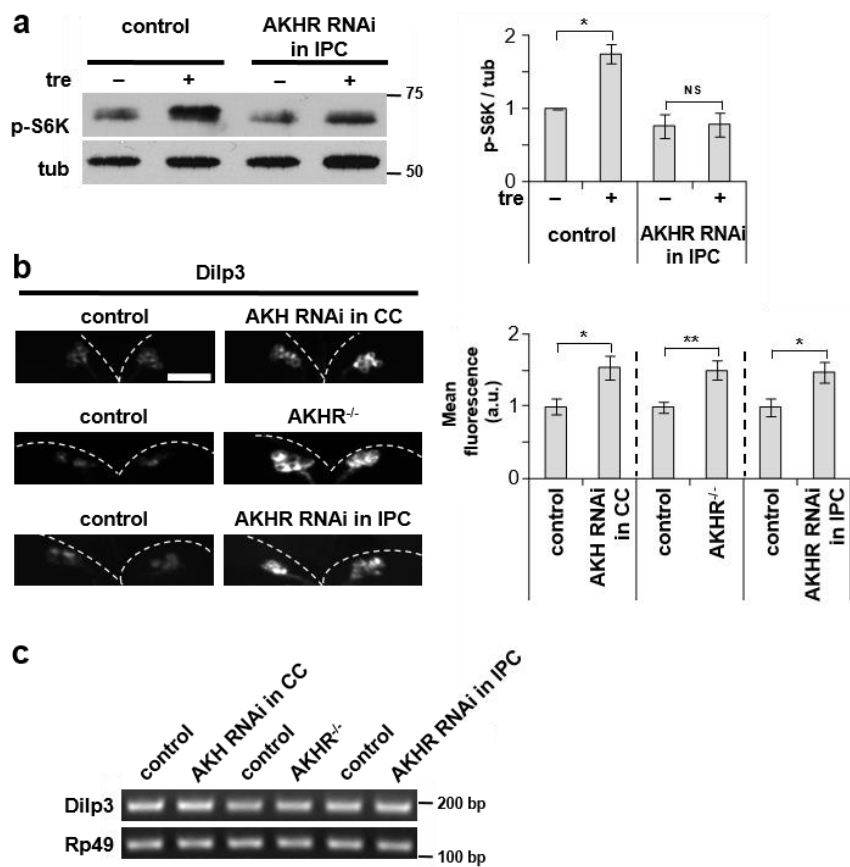 a
control
AKHR RNAi
in IPC
tre – + – +
75
p-S6K
tub
50
p-S6K / tub
2
1
0
*
NS
tre – + – +
control
AKHR RNAi
in IPC
b
Dilp3
control
AKH RNAi in CC
control
AKHR-/-
control
AKHR RNAi in IPC
Mean
fluorescence
(a.u.)
2
1
0
*
**
*
control
AKH RNAi
in CC
control
AKHR-/-
control
AKHR RNAi
in IPC
c
control
AKH RNAi in CC
control
AKHR-/-
control
AKHR RNAi in IPC
Dilp3
200 bp
Rp49
100 bp